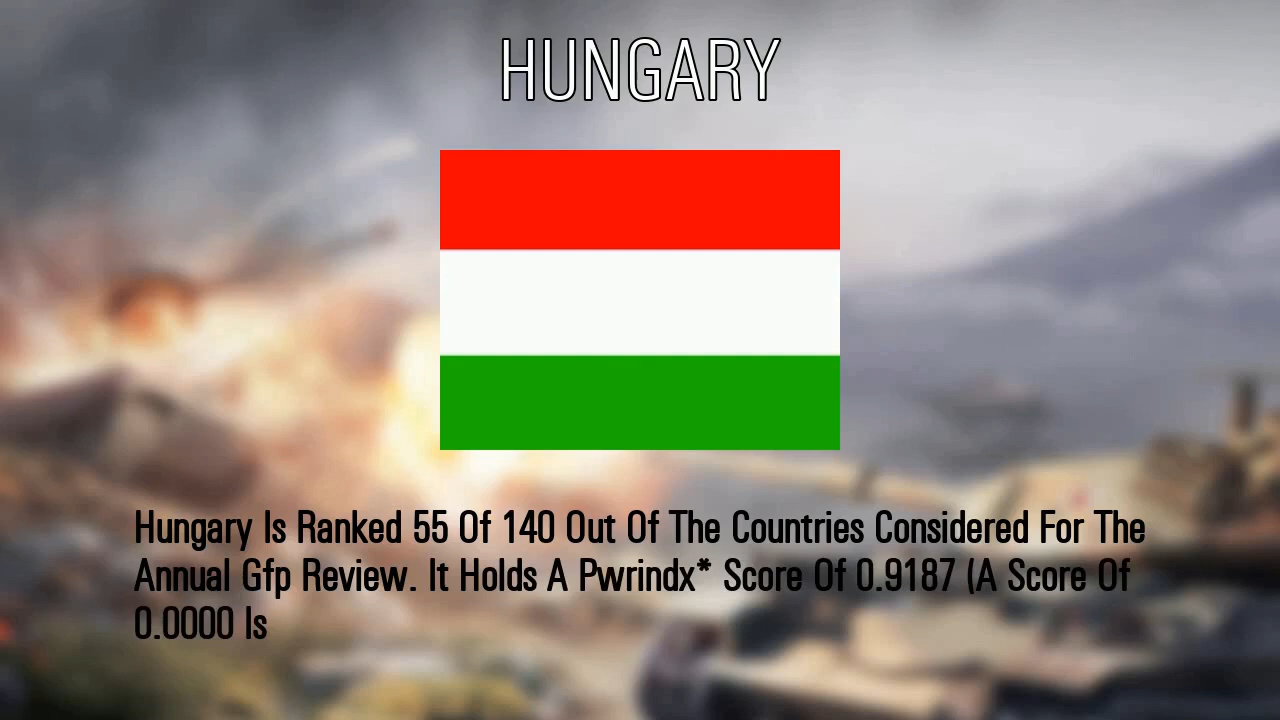 HUNGARY
Hungary Is Ranked 55 Of 140 Out Of The Countries Considered For The
Annual Gfp Review. It Holds A Pwrindx* Score Of 0.9187 (A Score Of
0.0000 Is